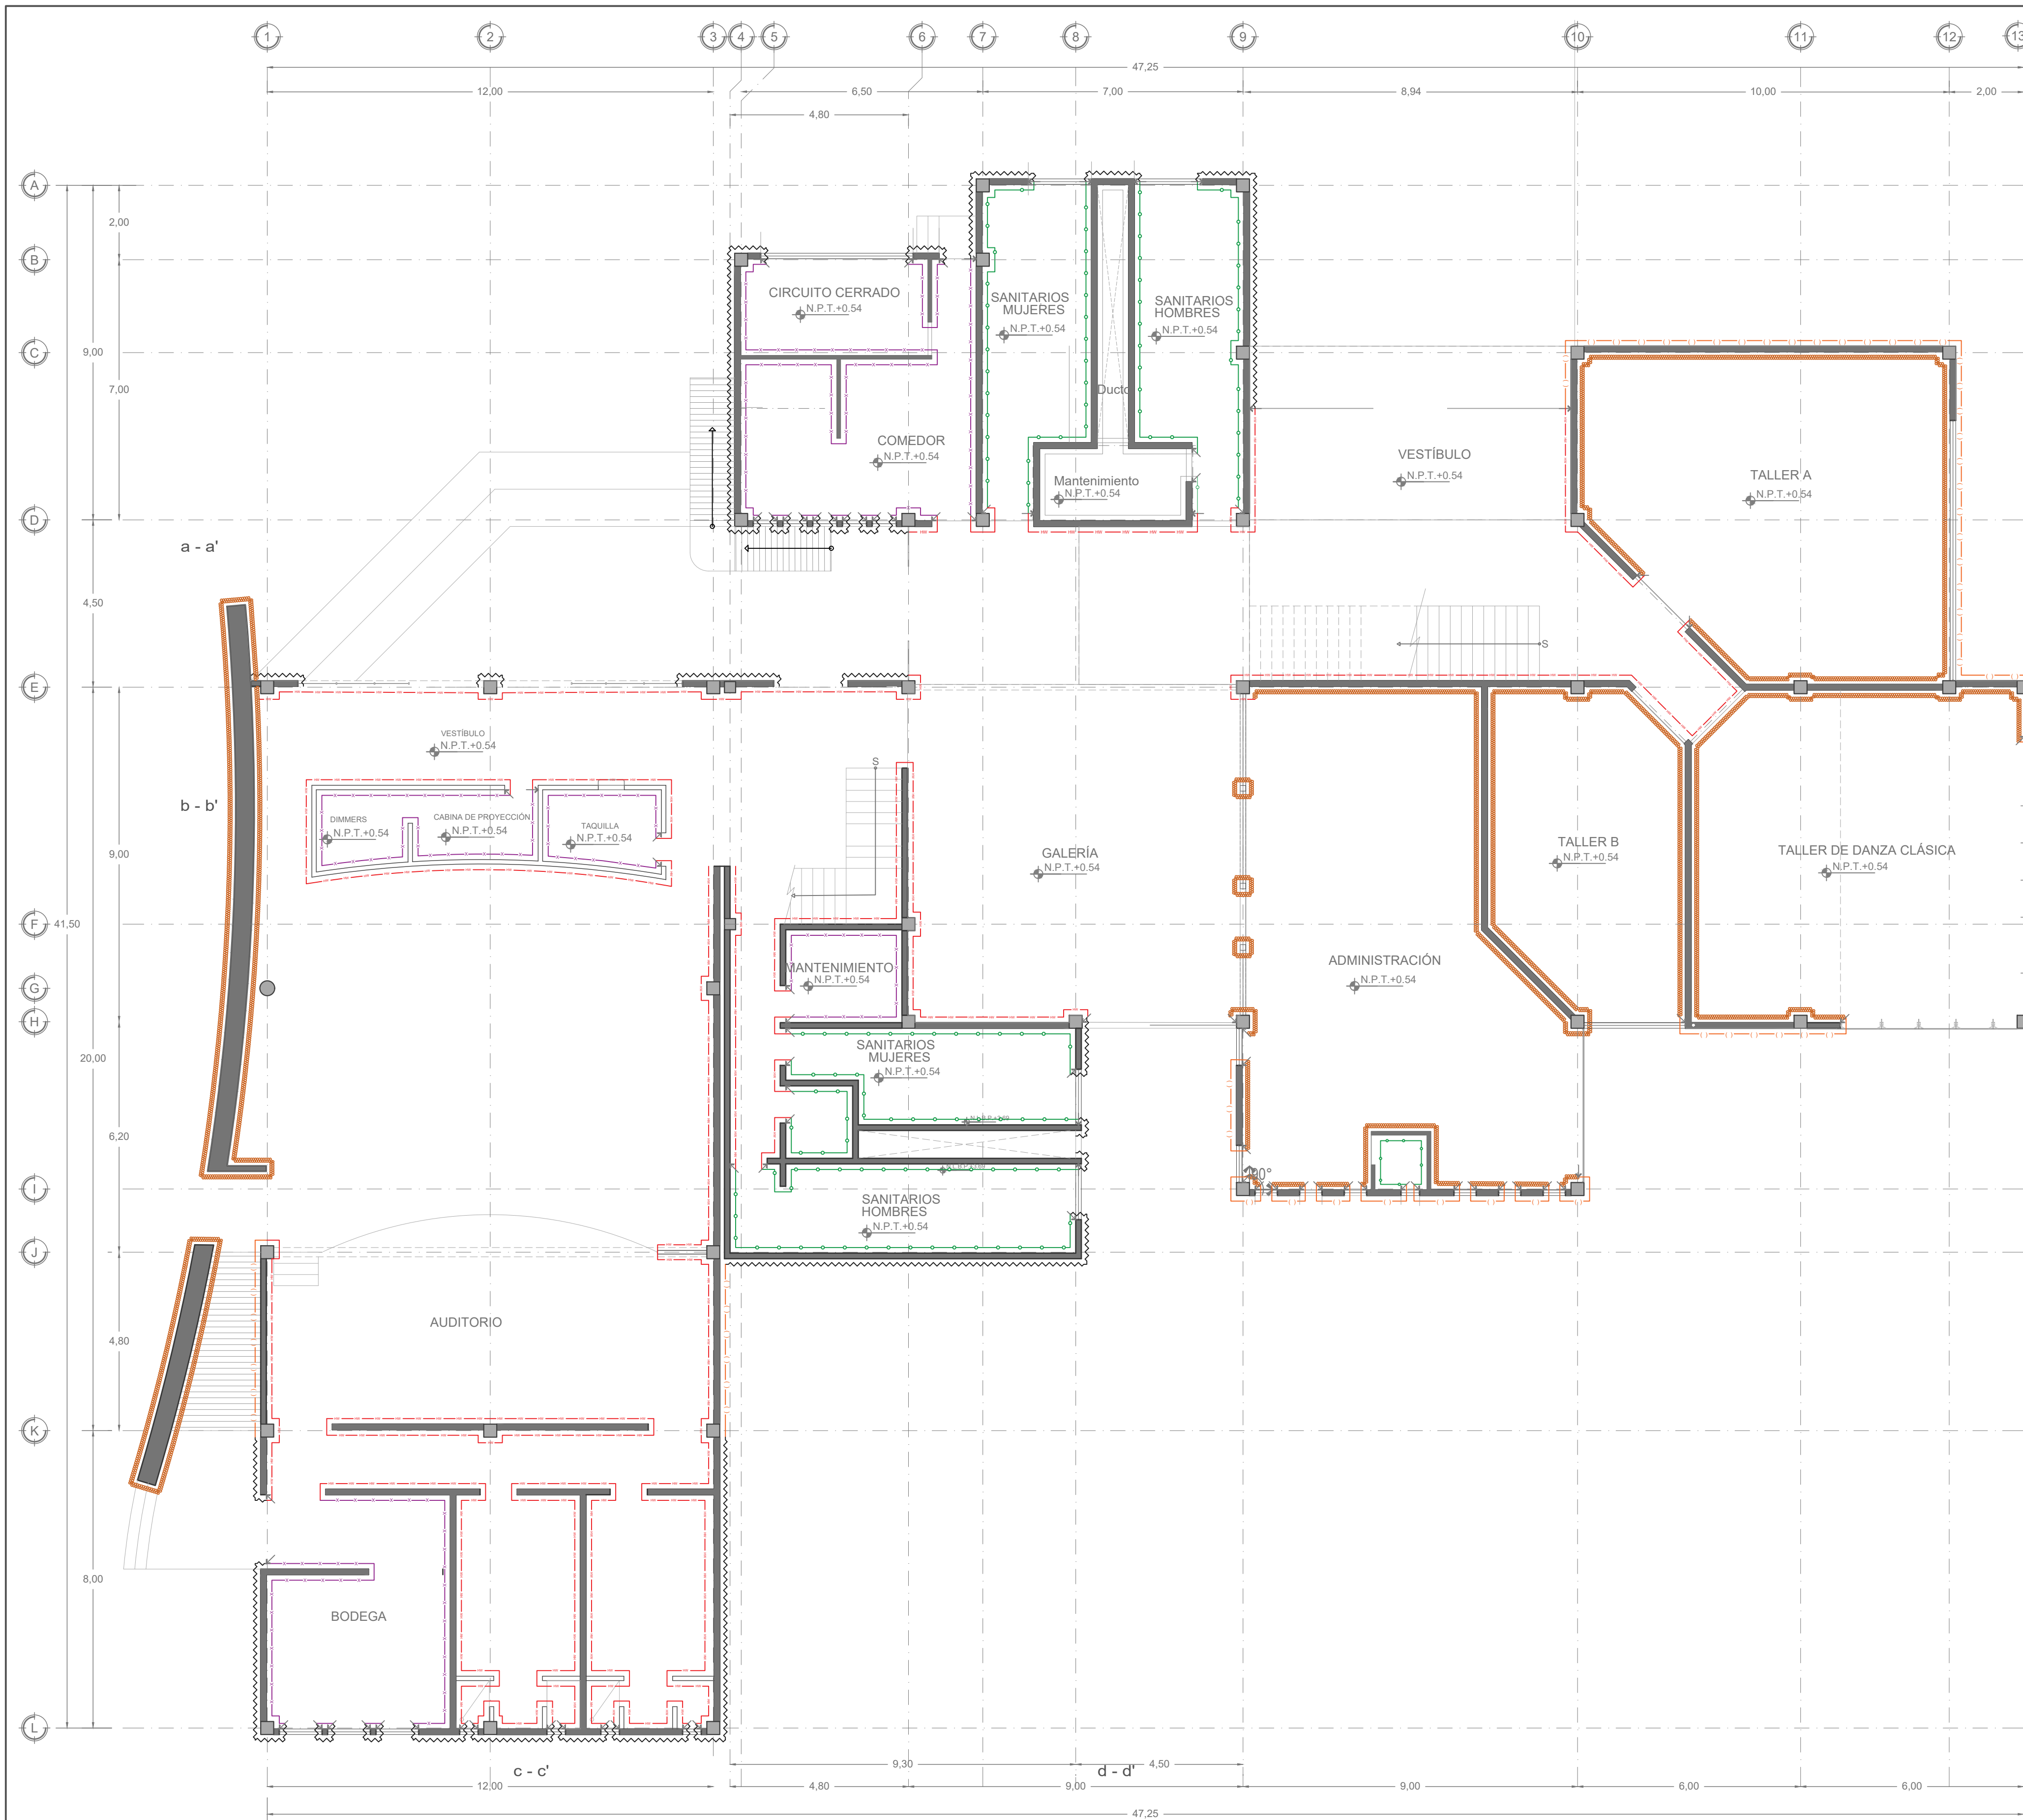 1 2 3 4 5 6 7 8 9 10 11 12 13
47,25
12,00 6,50 7,00 8,94 10,00 2,00
4,80
A
2,00
B
CIRCUITO CERRADO
N.P.T.+0.54
SANITARIOS
MUJERES
N.P.T.+0.54
SANITARIOS
HOMBRES
N.P.T.+0.54
C
9,00
7,00
Ducto
COMEDOR
N.P.T.+0.54
VESTÍBULO
N.P.T.+0.54
TALLER A
N.P.T.+0.54
Mantenimiento
N.P.T.+0.54
D
a - a'
4,50
S
E
VESTÍBULO
N.P.T.+0.54
S
b - b'
DIMMERS
N.P.T.+0.54
CABINA DE PROYECCIÓN
N.P.T.+0.54
TAQUILLA
N.P.T.+0.54
9,00
GALERÍA
N.P.T.+0.54
TALLER B
N.P.T.+0.54
TALLER DE DANZA CLÁSICA
N.P.T.+0.54
F
41,50
MANTENIMIENTO
N.P.T.+0.54
ADMINISTRACIÓN
N.P.T.+0.54
G
H
20,00
SANITARIOS
MUJERES
N.P.T.+0.54
6,20
I
SANITARIOS
HOMBRES
N.P.T.+0.54
J
AUDITORIO
4,80
K
8,00
BODEGA
L
9,30 4,50
c - c' d - d'
12,00 4,80 9,00 9,00 6,00 6,00
47,25